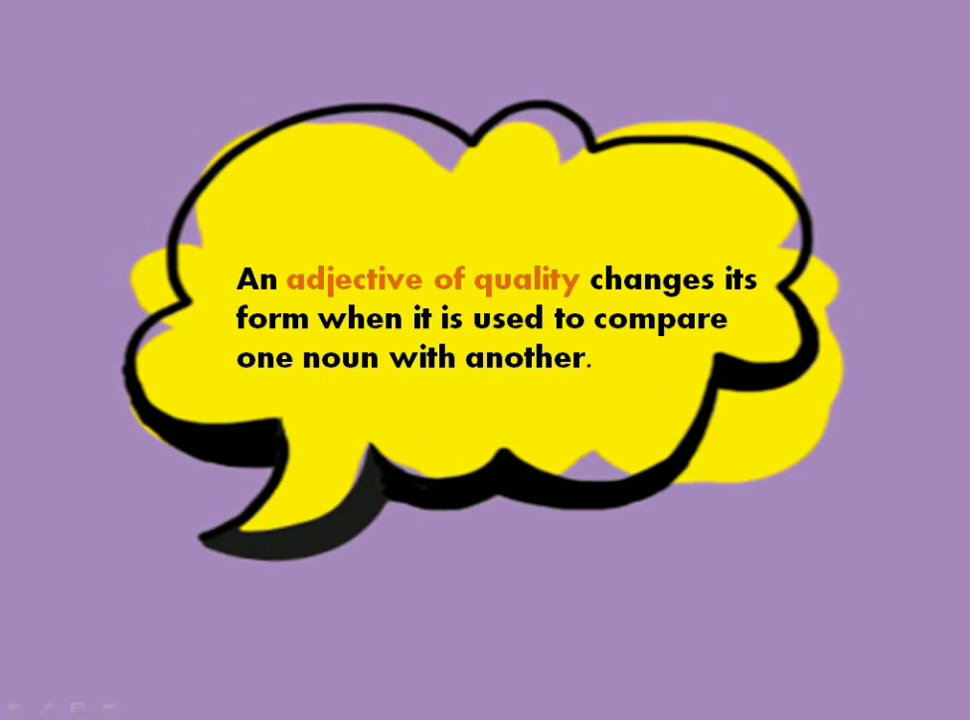 An adjective of quality changes its
form when it is used to compare
one noun with another.